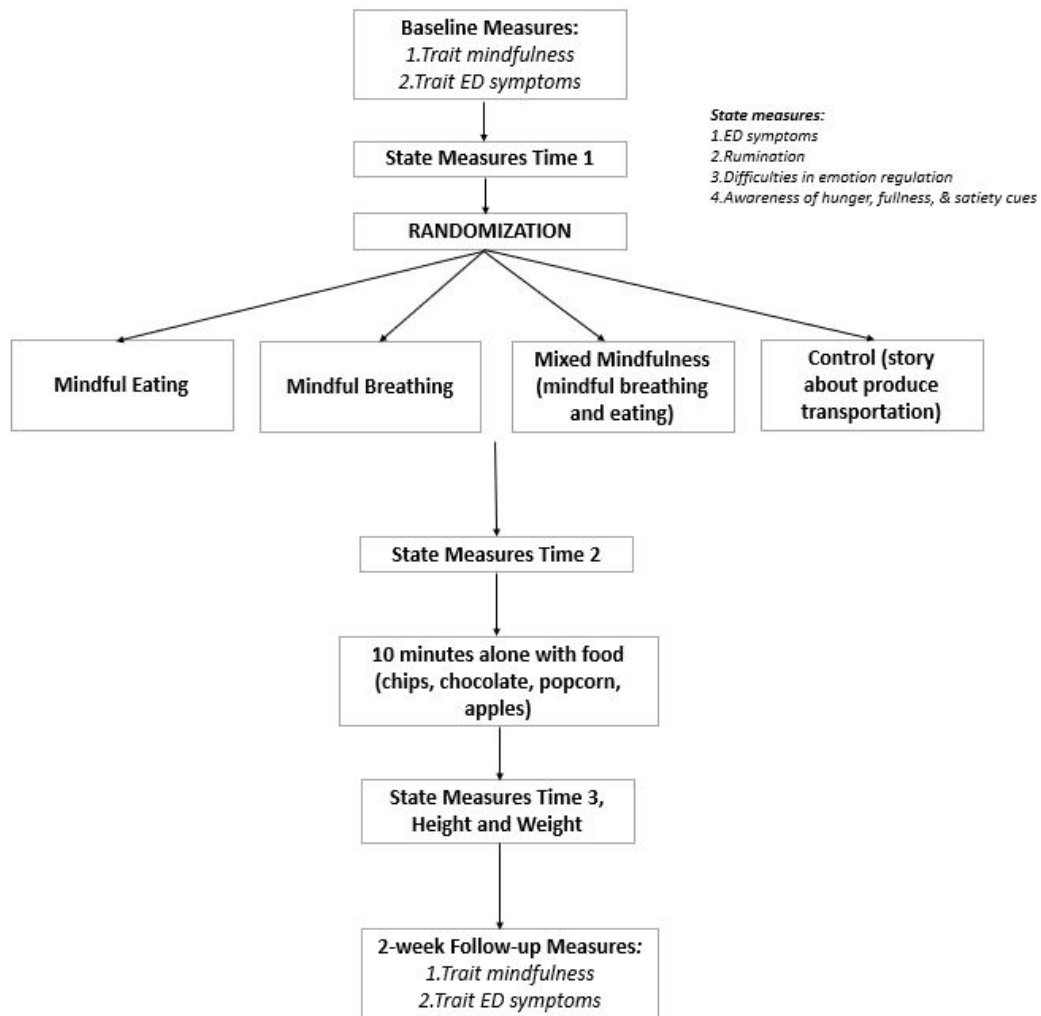 Baseline Measures:
1.Trait mindfulness
2.Trait ED symptoms
State measures:
1.ED symptoms
2.Rumination
3.Difficulties in emotion regulation
4.Awareness of hunger, fullness, & satiety cues
State Measures Time 1
RANDOMIZATION
Mindful Eating
Mindful Breathing
Mixed Mindfulness
(mindful breathing
and eating)
Control (story
about produce
transportation)
State Measures Time 2
10 minutes alone with food
(chips, chocolate, popcorn,
apples)
State Measures Time 3,
Height and Weight
2-week Follow-up Measures:
1.Trait mindfulness
2.Trait ED symptoms